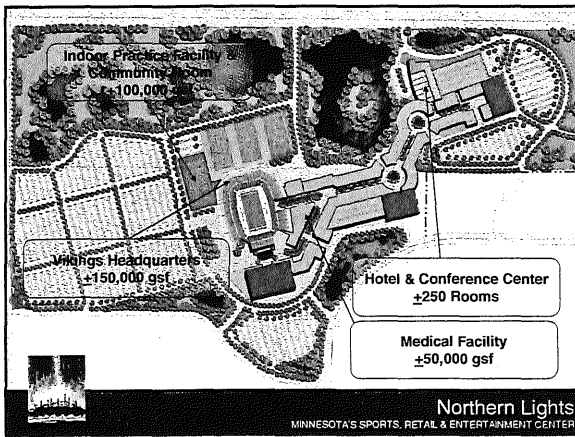 Indoor Practice Facility &
Community Room
±100,000 gsf
Vikings Headquarters
±150,000 gsf
Hotel & Conference Center
±250 Rooms
Medical Facility
±50,000 gsf
Northern Lights
MINNESOTA'S SPORTS, RETAIL & ENTERTAINMENT CENTER